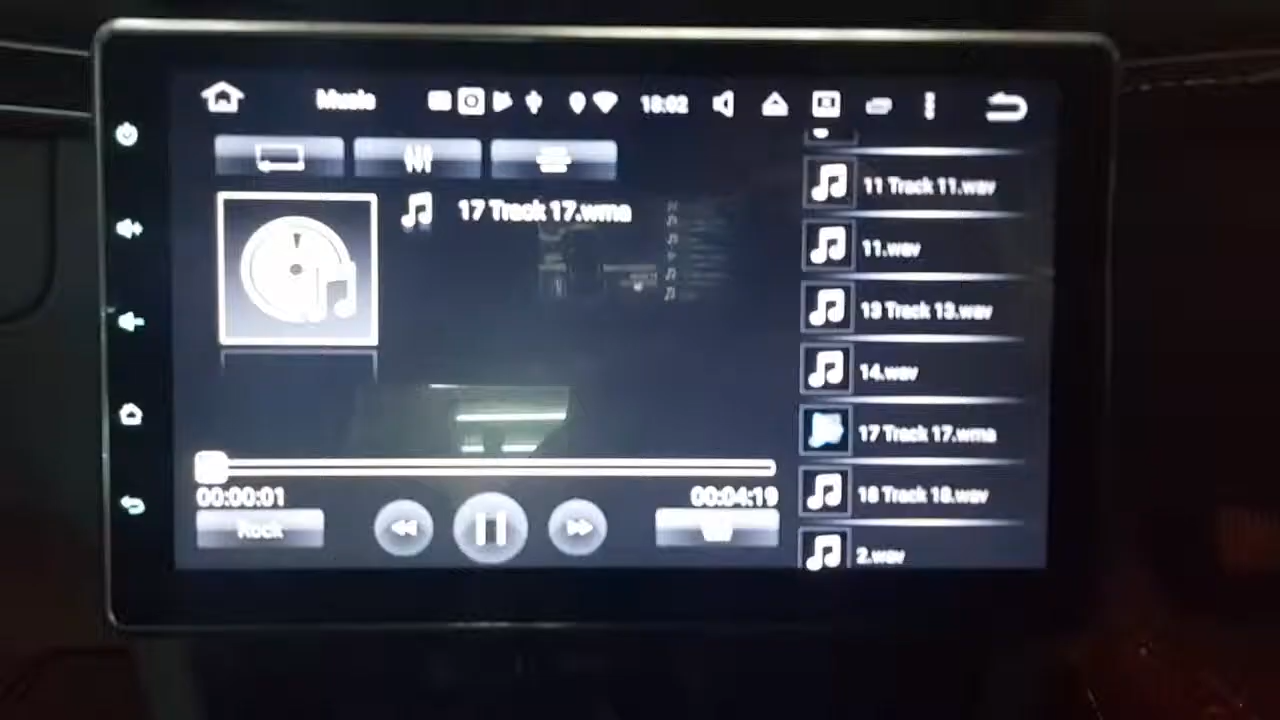 Music 18:02
17 Track 17.wma
00:00:01 00:04:19
Rock
11 Track 11.wav
11.wav
13 Track 13.wav
14.wav
17 Track 17.wma
18 Track 18.wav
2.wav